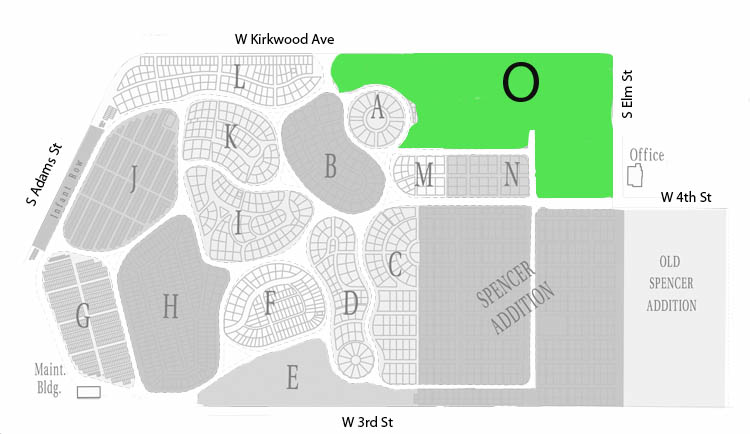 W Kirkwood Ave
O
S Elm St
L
A
K
Office
J
B
M
N
S Adams St
Infant Row
W 4th St
I
C
SPENCER
ADDITION
OLD
SPENCER
ADDITION
G
H
F
D
E
Maint.
Bldg.
W 3rd St